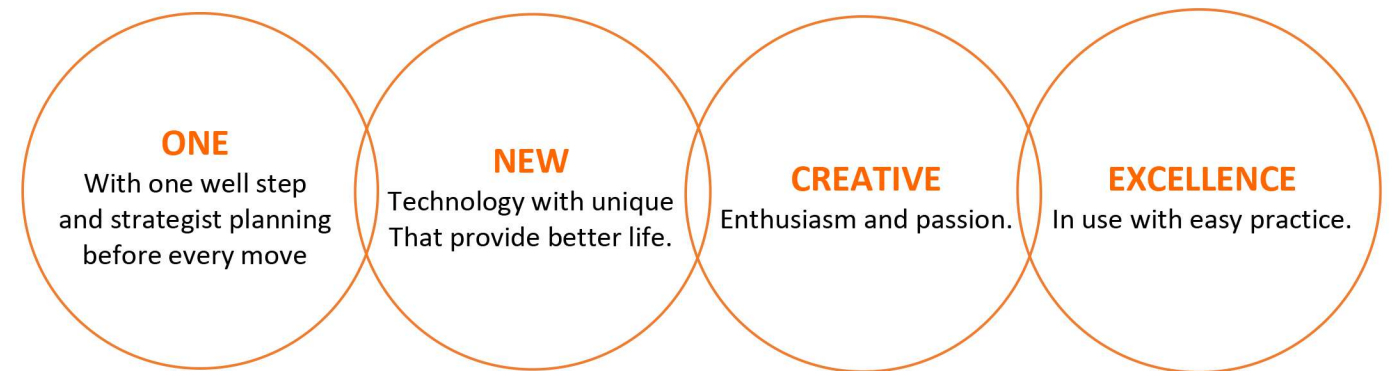 ONE
With one well step
and strategist planning
before every move
NEW
Technology with unique
That provide better life.
CREATIVE
Enthusiasm and passion.
EXCELLENCE
In use with easy practice.